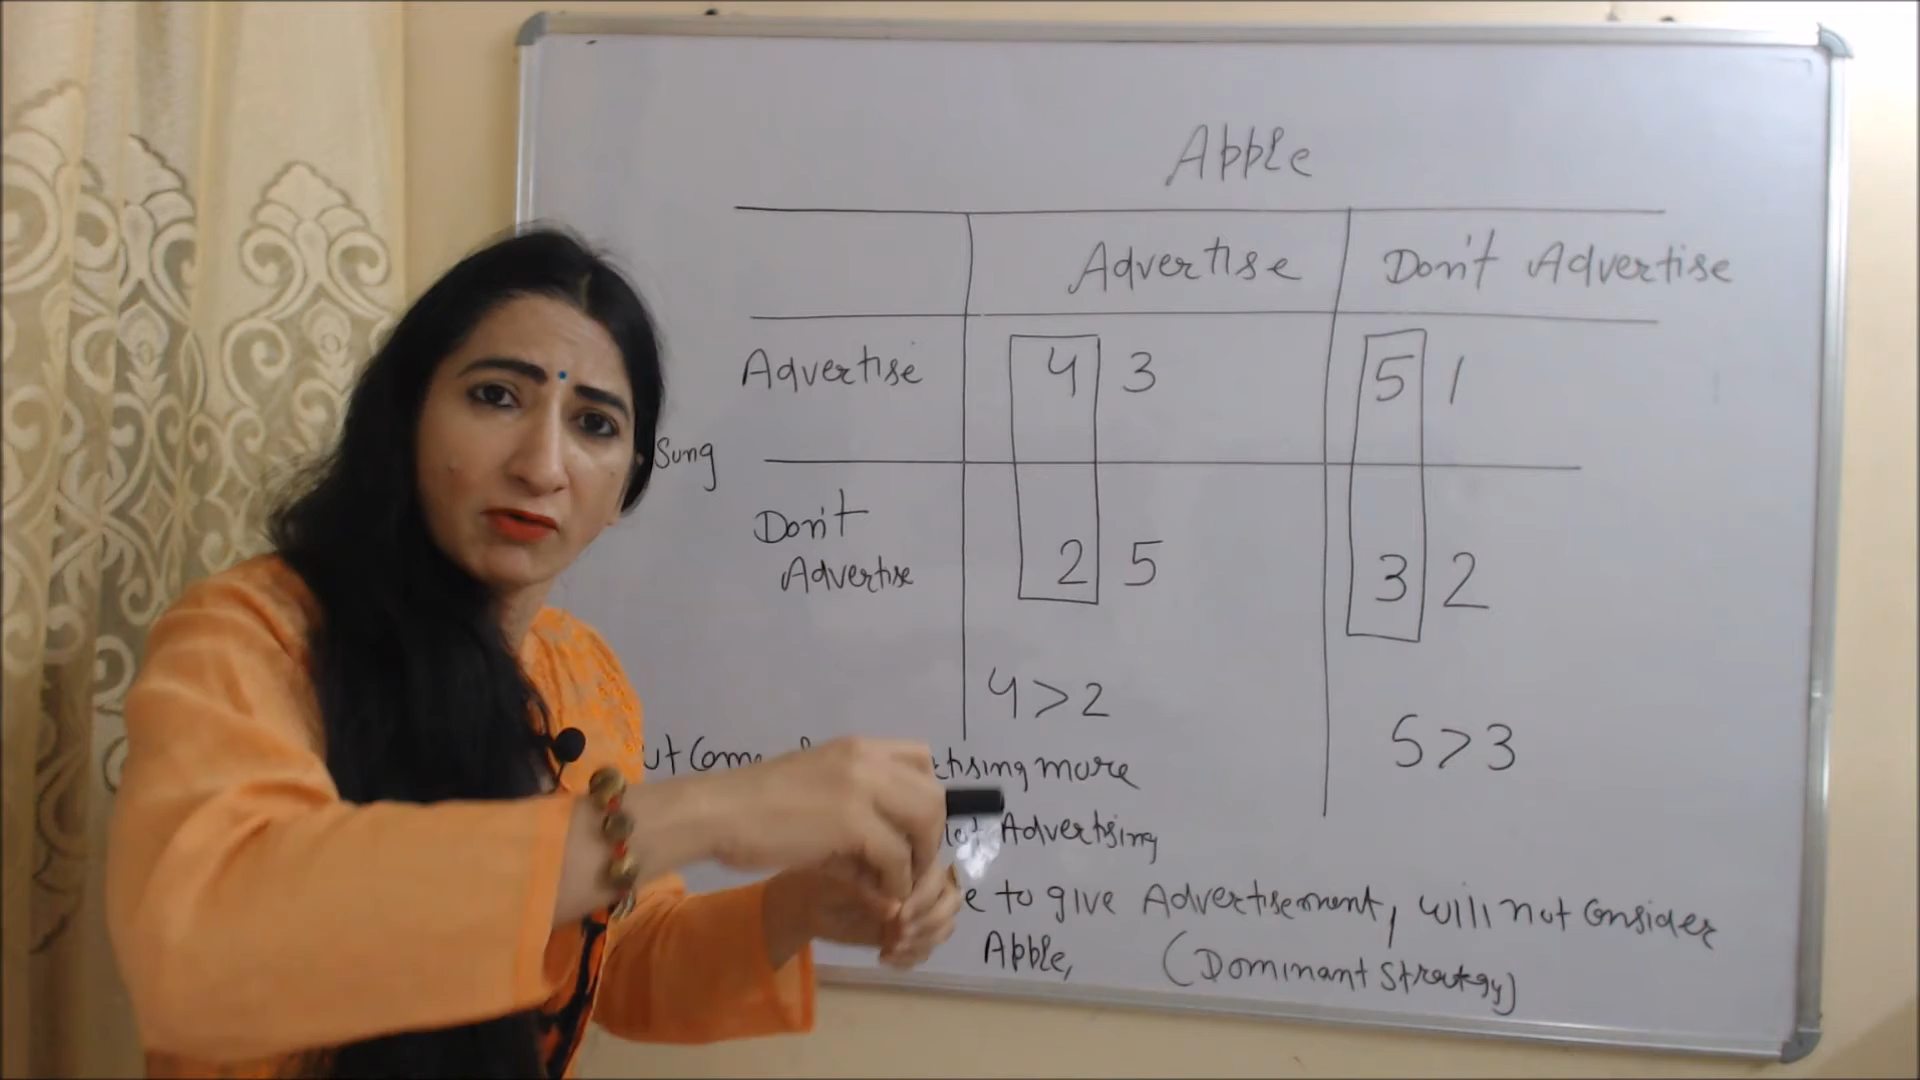 Apple
Advertise Don't Advertise
Advertise 4 3 5 1
Sung
Don't
Advertise 2 5 3 2
4>2 5>3
more
Advertising
to give Advertisement, will not Consider
Apple, (Dominant Strategy)